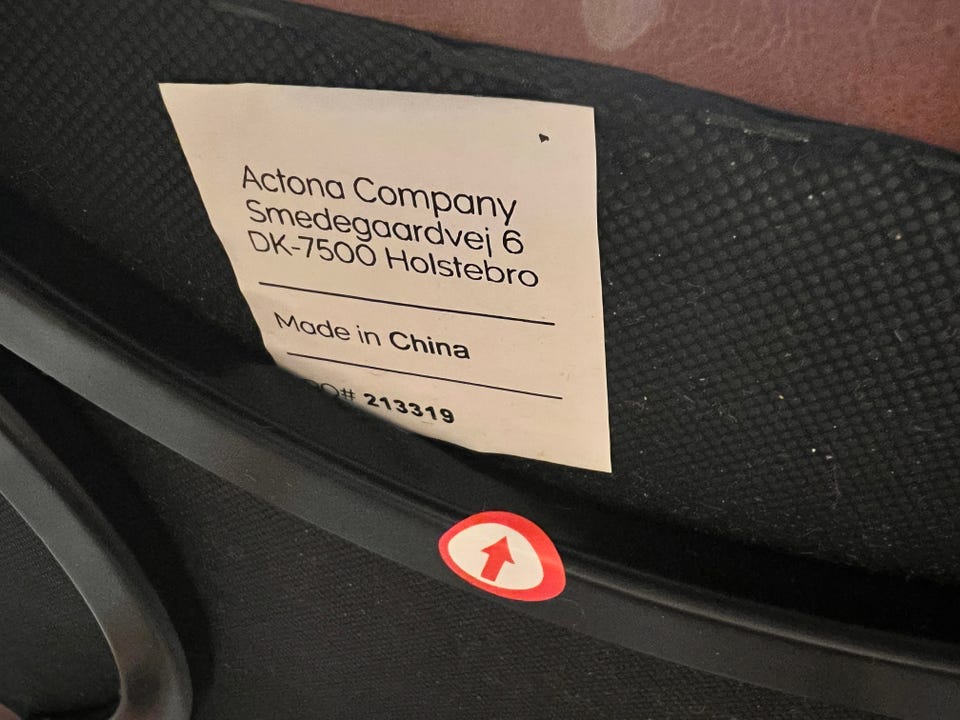 Actona Company
Smedegaardvej 6
DK-7500 Holstebro
Made in China
213319